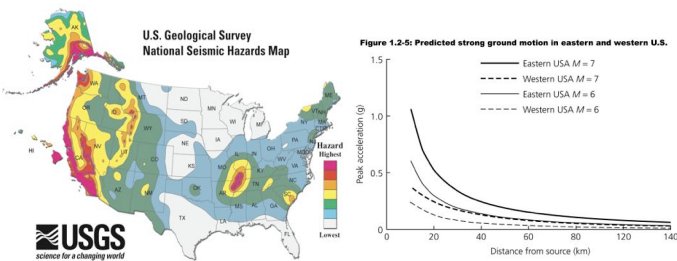 U.S. Geological Survey
National Seismic Hazards Map
AK
HI
WA
MT
ND
MN
OR
ID
SD
WI
MI
WY
NV
UT
CO
NE
IA
KS
MO
IL
IN
OH
PA
NY
VT
NH
ME
WV
VA
KY
TN
NC
SC
CA
AZ
NM
OK
AR
MS
AL
GA
TX
LA
FL
Hazard
Highest
Lowest
USGS
science for a changing world
Figure 1.2-5: Predicted strong ground motion in eastern and western U.S.
Eastern USA M = 7
Western USA M = 7
Eastern USA M = 6
Western USA M = 6
Peak acceleration (g)
1.5
1.0
0.5
0
0
20
40
60
80
100
120
140
Distance from source (km)